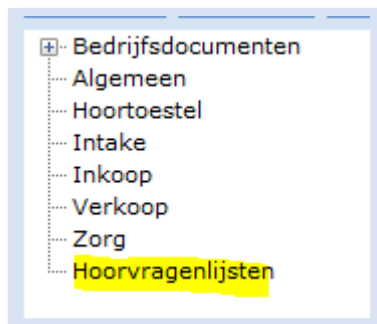 Bedrijfsdocumenten
Algemeen
Hoortoestel
Intake
Inkoop
Verkoop
Zorg
Hoorvragenlijsten